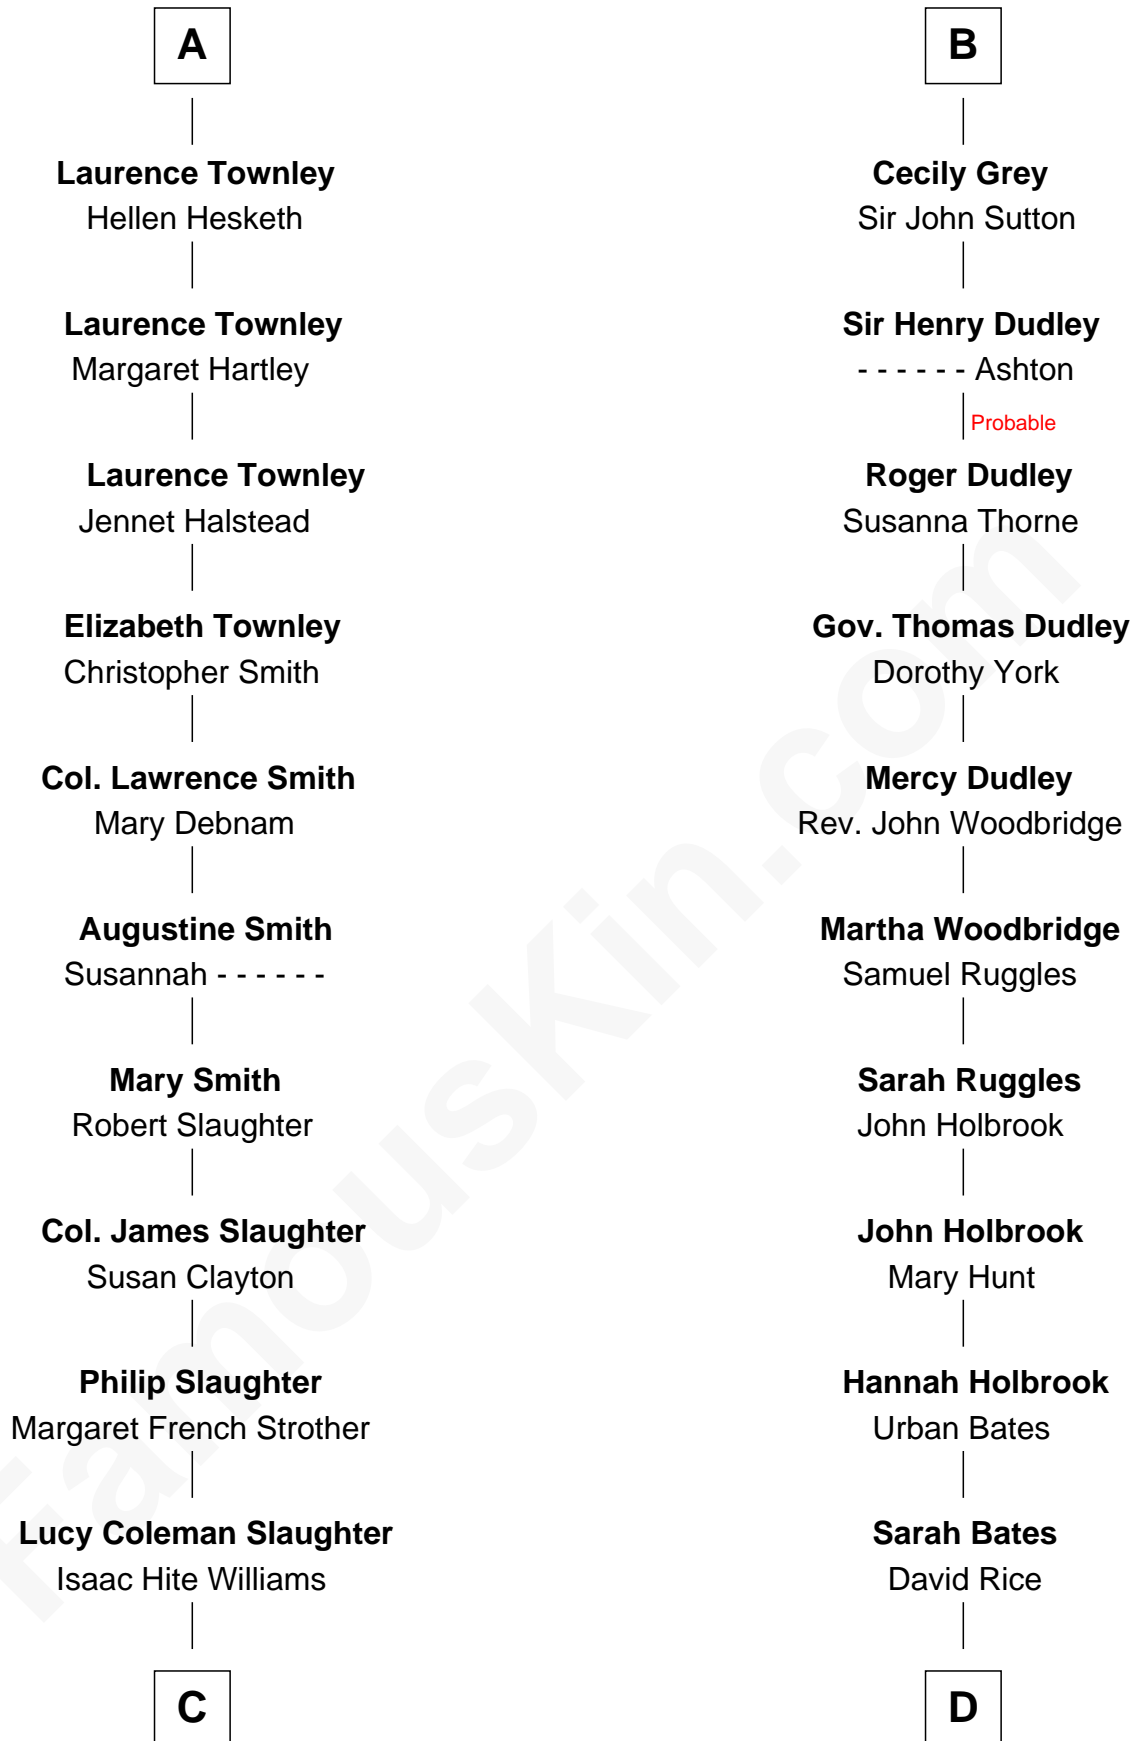 A
Laurence Townley
Hellen Hesketh
Laurence Townley
Margaret Hartley
Laurence Townley
Jennet Halstead
Elizabeth Townley
Christopher Smith
Col. Lawrence Smith
Mary Debnam
Augustine Smith
Susannah - - - - - -
Mary Smith
Robert Slaughter
Col. James Slaughter
Susan Clayton
Philip Slaughter
Margaret French Strother
Lucy Coleman Slaughter
Isaac Hite Williams
C
B
Cecily Grey
Sir John Sutton
Sir Henry Dudley
- - - - - - Ashton
Probable
Roger Dudley
Susanna Thorne
Gov. Thomas Dudley
Dorothy York
Mercy Dudley
Rev. John Woodbridge
Martha Woodbridge
Samuel Ruggles
Sarah Ruggles
John Holbrook
John Holbrook
Mary Hunt
Hannah Holbrook
Urban Bates
Sarah Bates
David Rice
D
FamousKin.com